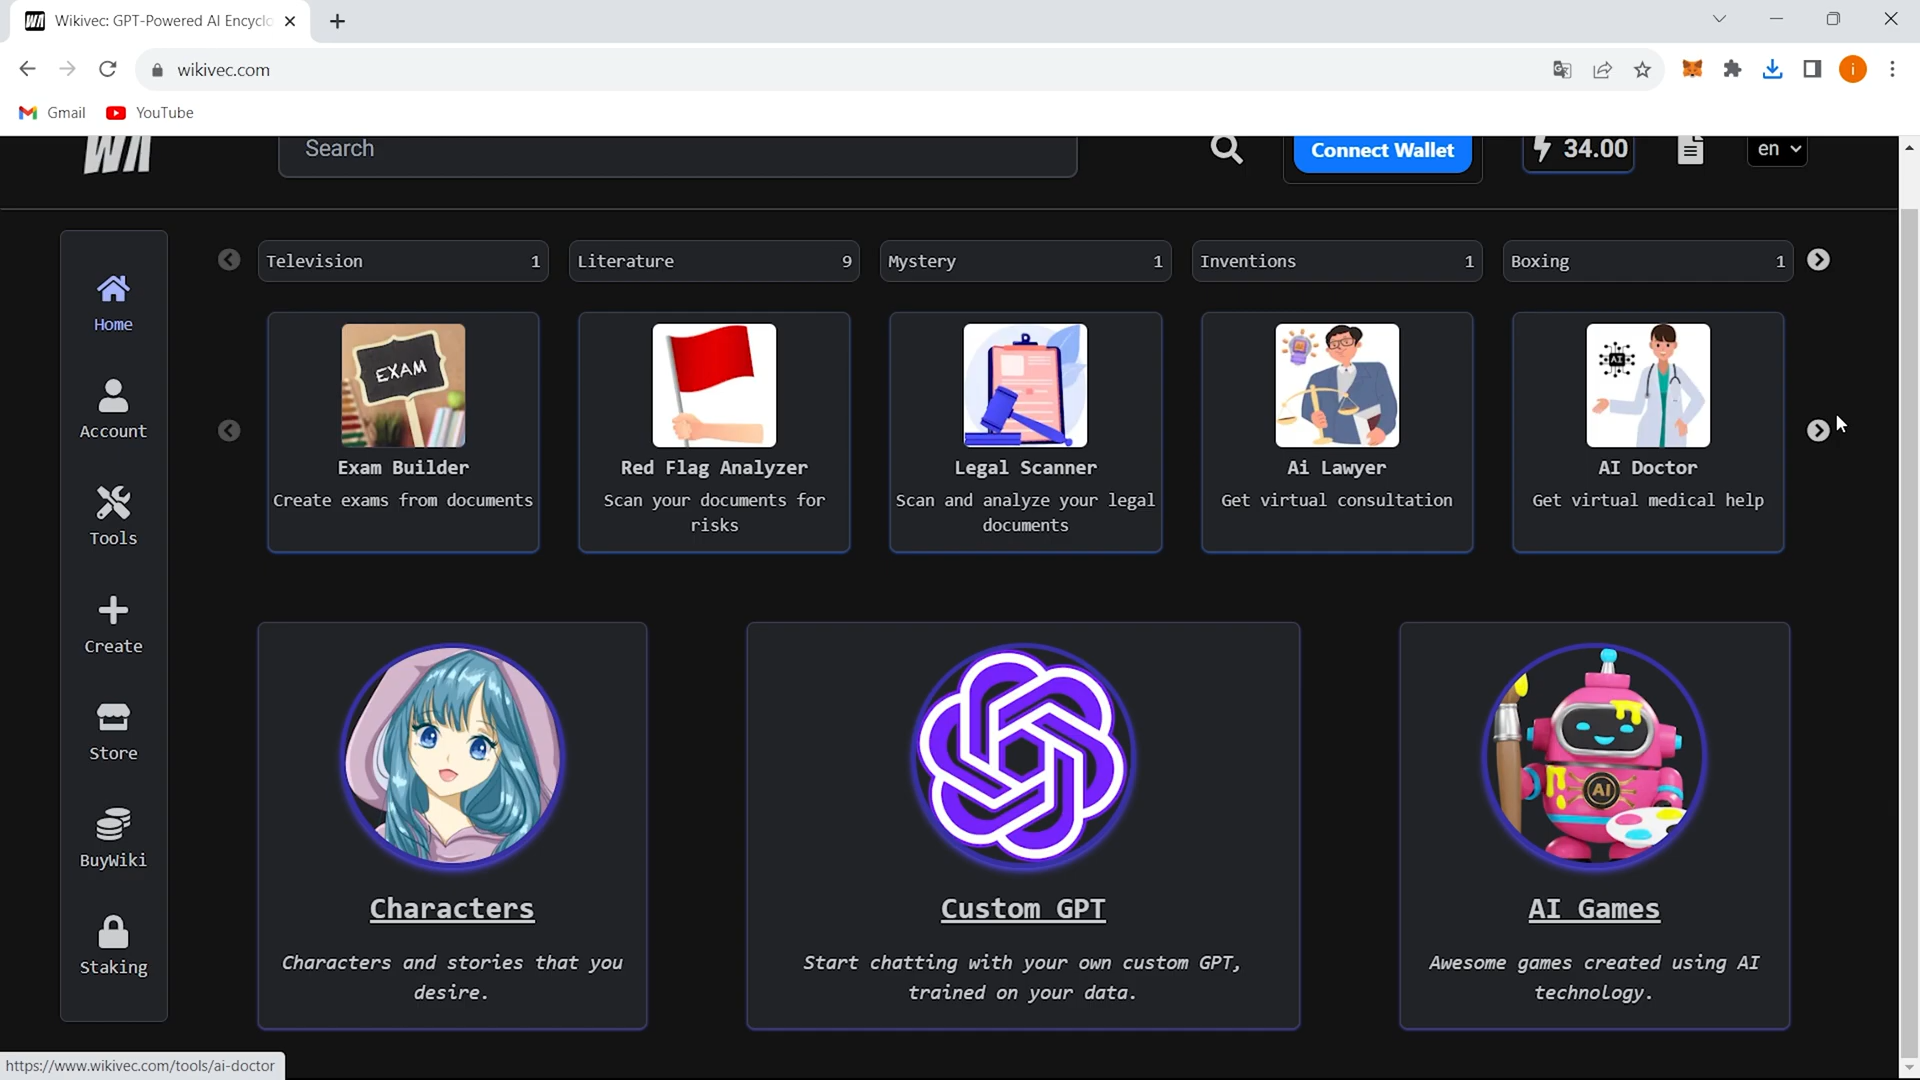 Wikivec: GPT-Powered AI Encyclo
wikivec.com
i
Gmail
YouTube
Search
Connect Wallet
34.00
en
Television 1
Literature 9
Mystery 1
Inventions 1
Boxing 1
Home
Account
Tools
Create
Store
BuyWiki
Staking
EXAM
Exam Builder
Create exams from documents
Red Flag Analyzer
Scan your documents for
risks
Legal Scanner
Scan and analyze your legal
documents
Ai Lawyer
Get virtual consultation
AI
AI Doctor
Get virtual medical help
Characters
Characters and stories that you
desire.
Custom GPT
Start chatting with your own custom GPT,
trained on your data.
AI
AI Games
Awesome games created using AI
technology.
https://www.wikivec.com/tools/ai-doctor